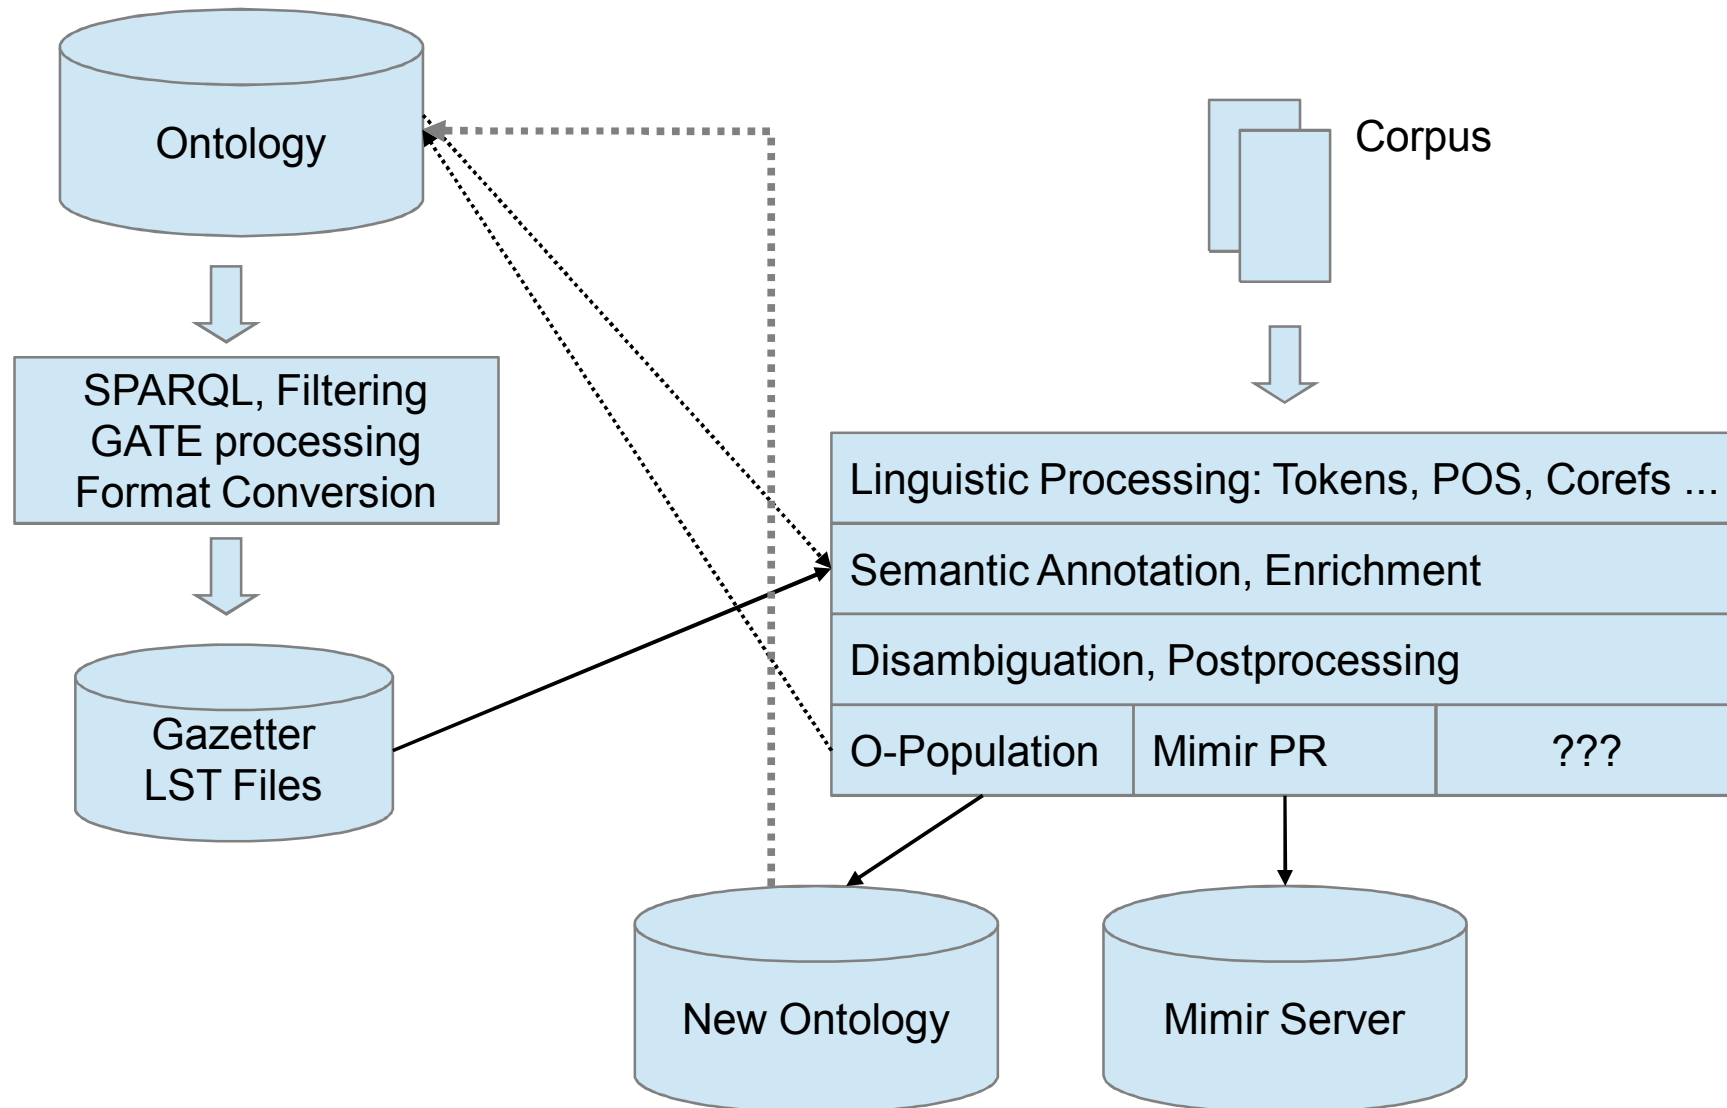 Ontology
Corpus
SPARQL, Filtering
GATE processing
Format Conversion
Linguistic Processing: Tokens, POS, Corefs ...
Semantic Annotation, Enrichment
Disambiguation, Postprocessing
Gazetter
LST Files
O-Population
Mimir PR
???
New Ontology
Mimir Server